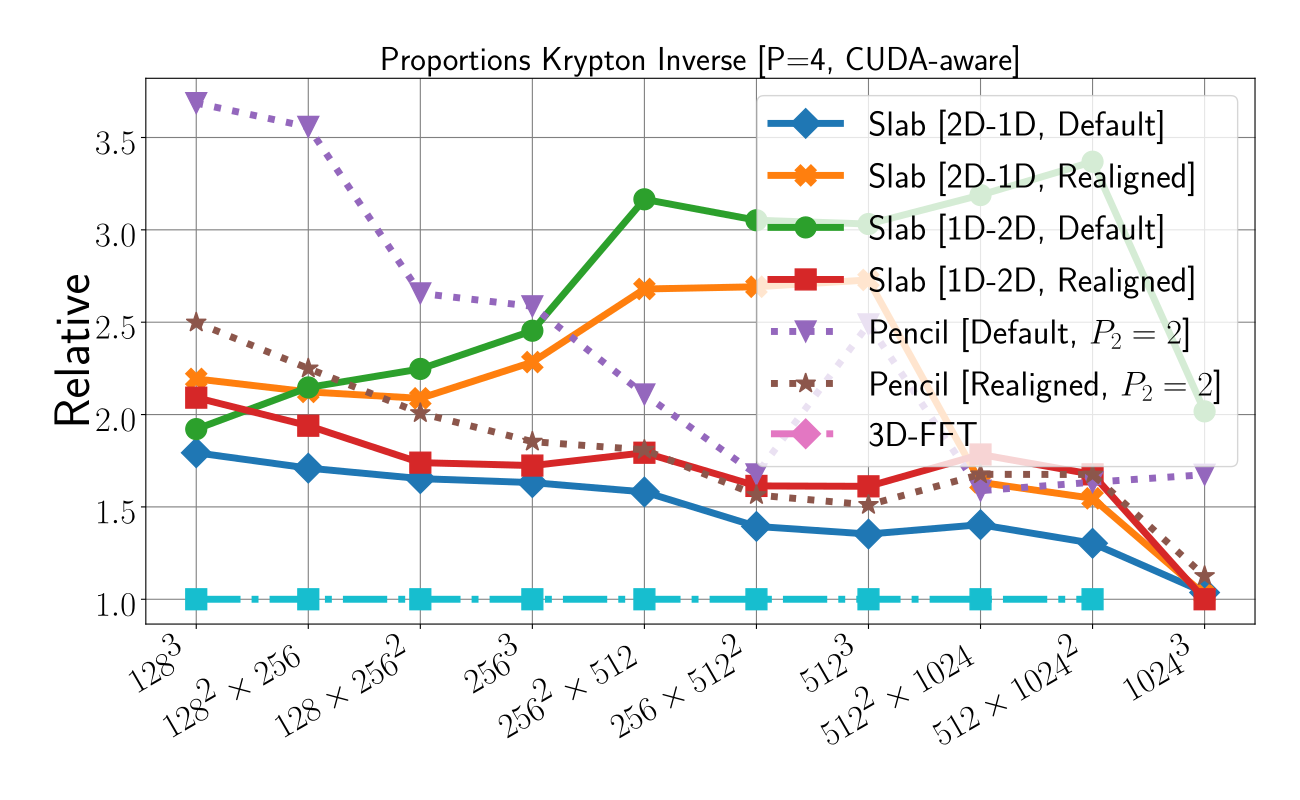 Proportions Krypton Inverse [P=4, CUDA-aware]
Relative
3.5
3.0
2.5
2.0
1.5
1.0
Slab [2D-1D, Default]
Slab [2D-1D, Realigned]
Slab [1D-2D, Default]
Slab [1D-2D, Realigned]
Pencil [Default, P₂ = 2]
Pencil [Realigned, P₂ = 2]
3D-FFT
128³
128² × 256
128 × 256²
256³
256² × 512
256 × 512²
512³
512² × 1024
512 × 1024²
1024³